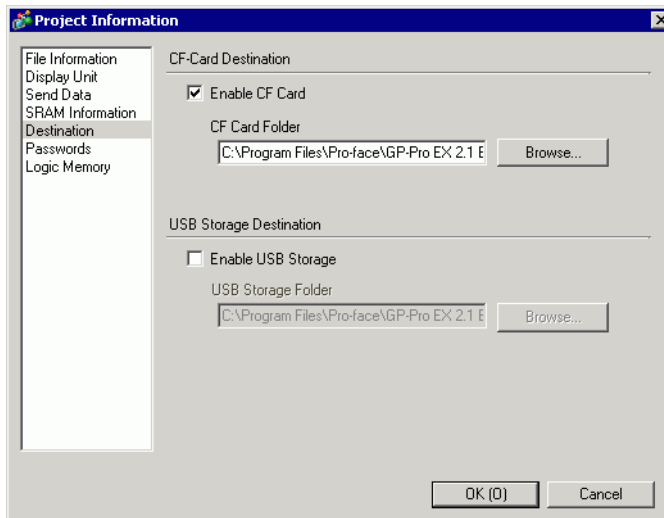 Project Information
File Information
Display Unit
Send Data
SRAM Information
Destination
Passwords
Logic Memory
CF-Card Destination
Enable CF Card
CF Card Folder
C:\Program Files\Pro-face\GP-Pro EX 2.1 E
Browse...
USB Storage Destination
Enable USB Storage
USB Storage Folder
C:\Program Files\Pro-face\GP-Pro EX 2.1 E
Browse...
OK (O)
Cancel